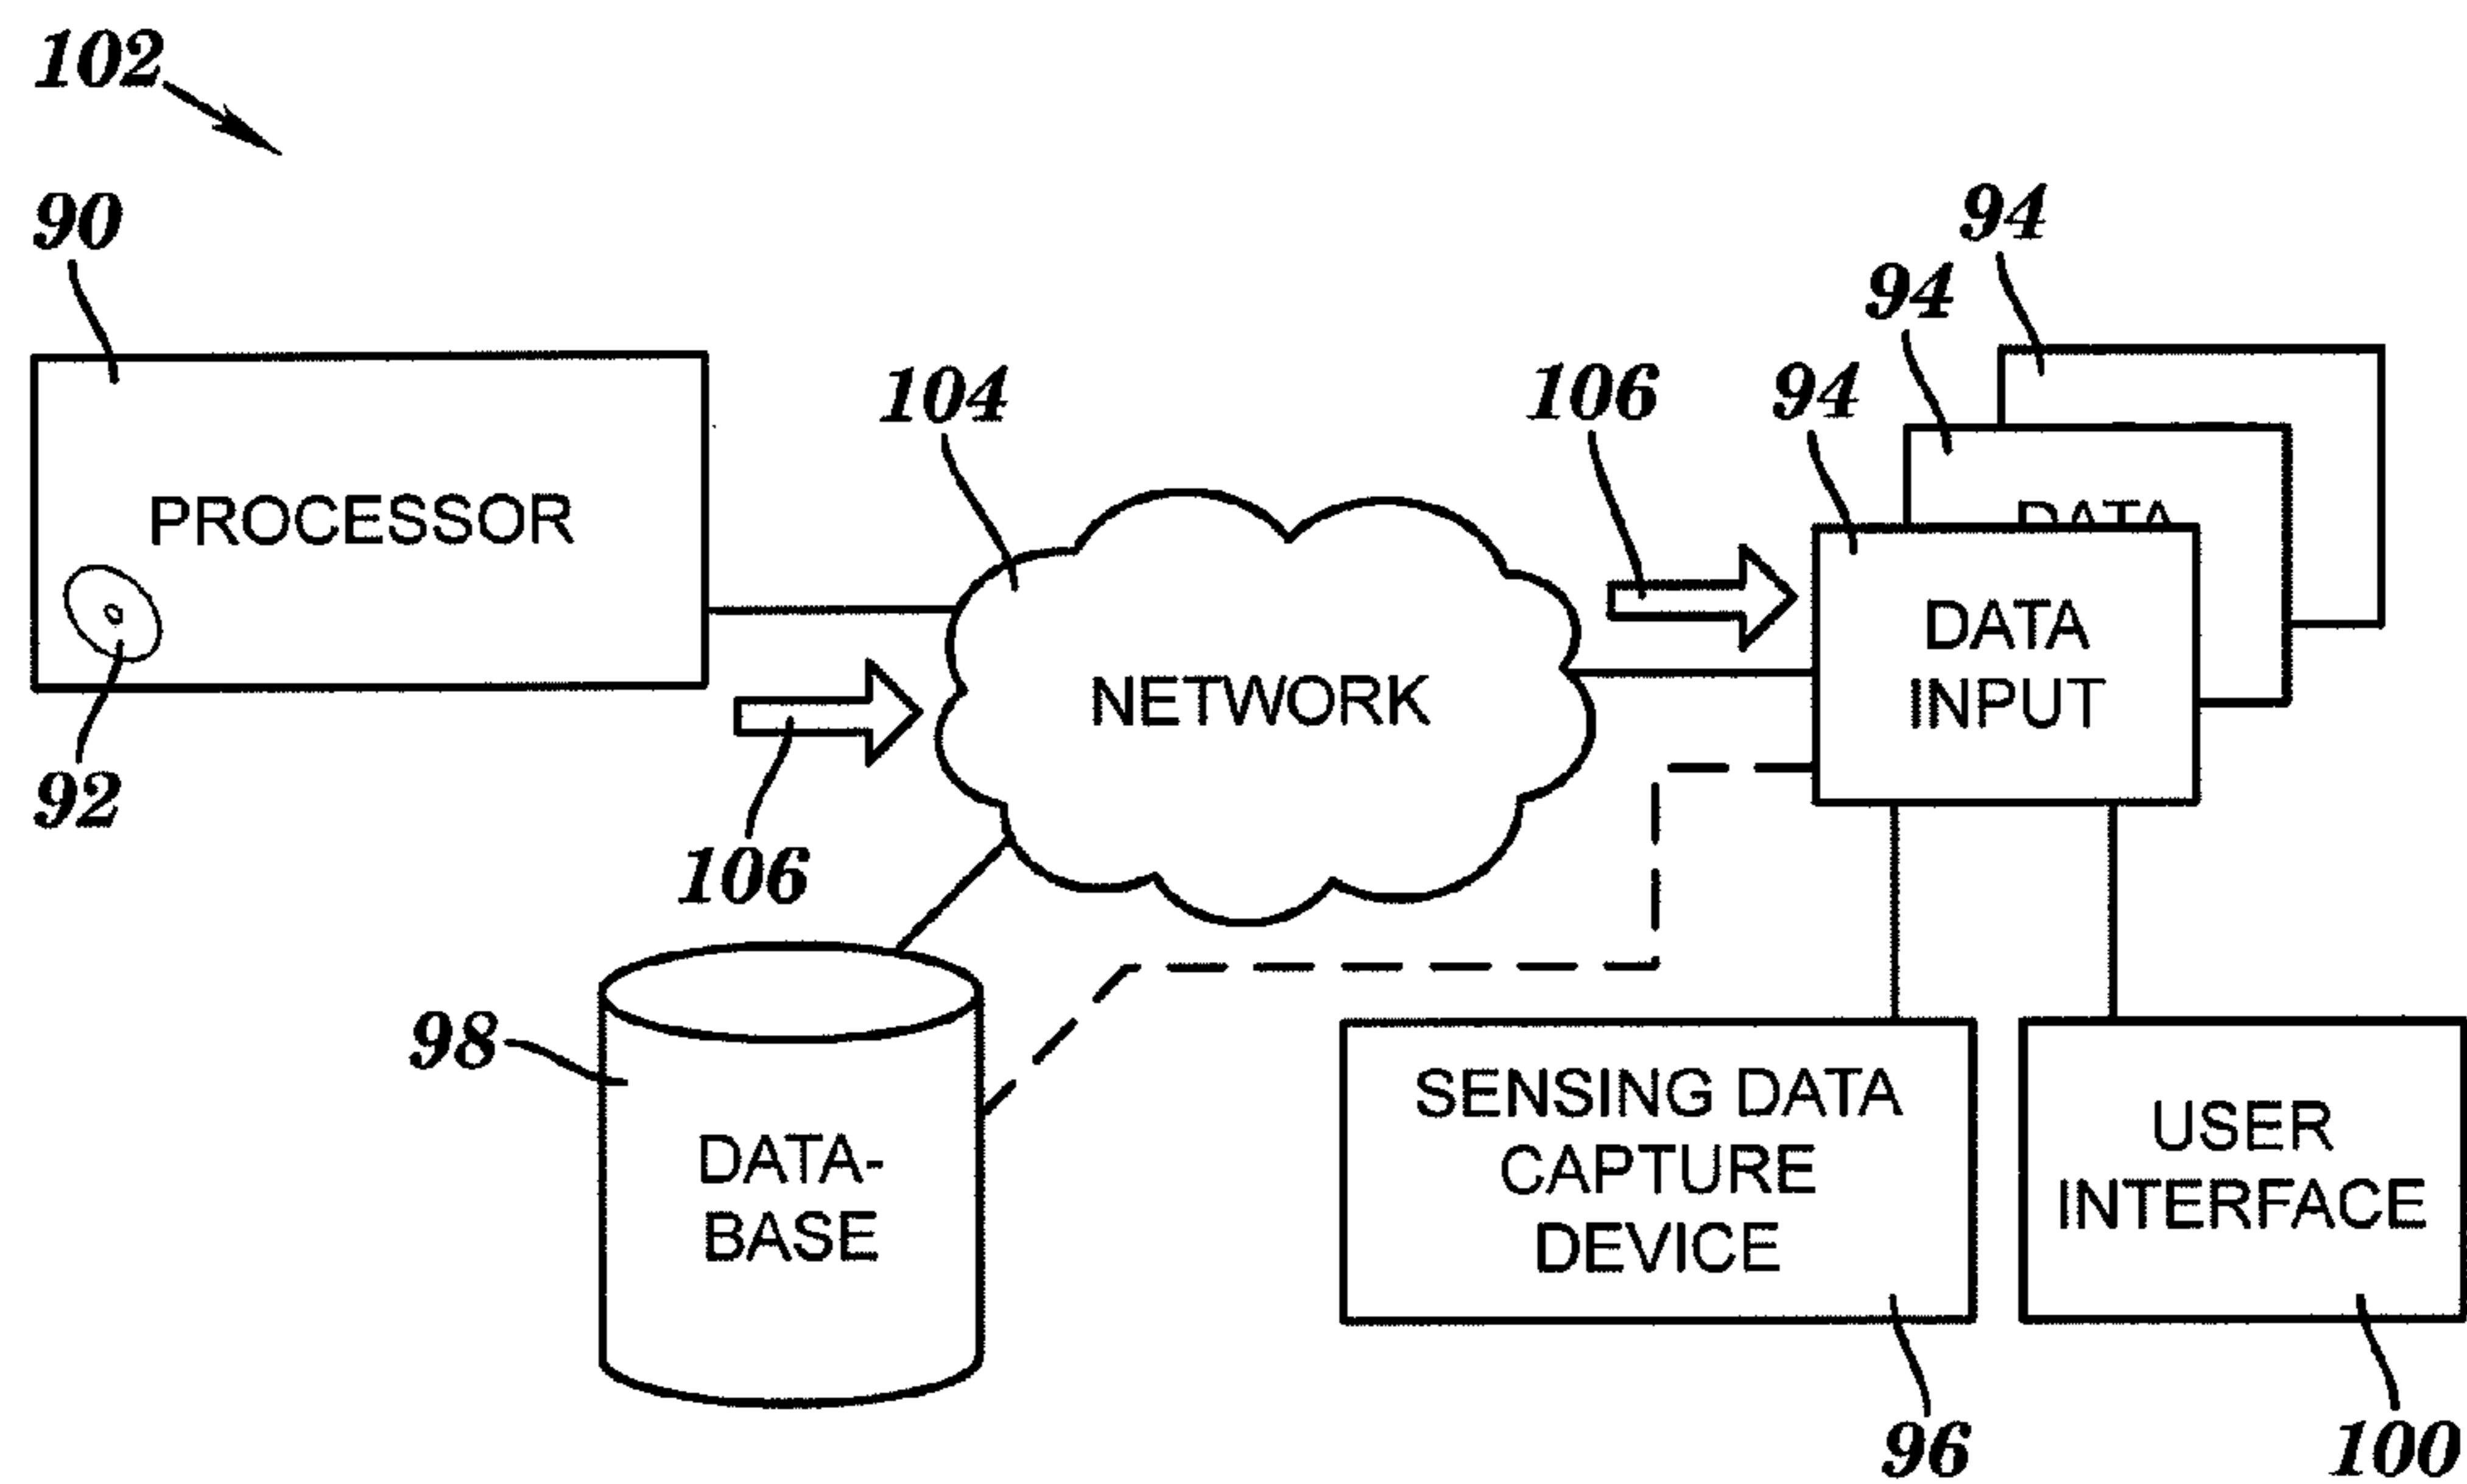 102
90
94
94
94
104
106
PROCESSOR
DATA
DATA
INPUT
NETWORK
92
106
98
DATA-
BASE
SENSING DATA
CAPTURE
DEVICE
USER
INTERFACE
96
100